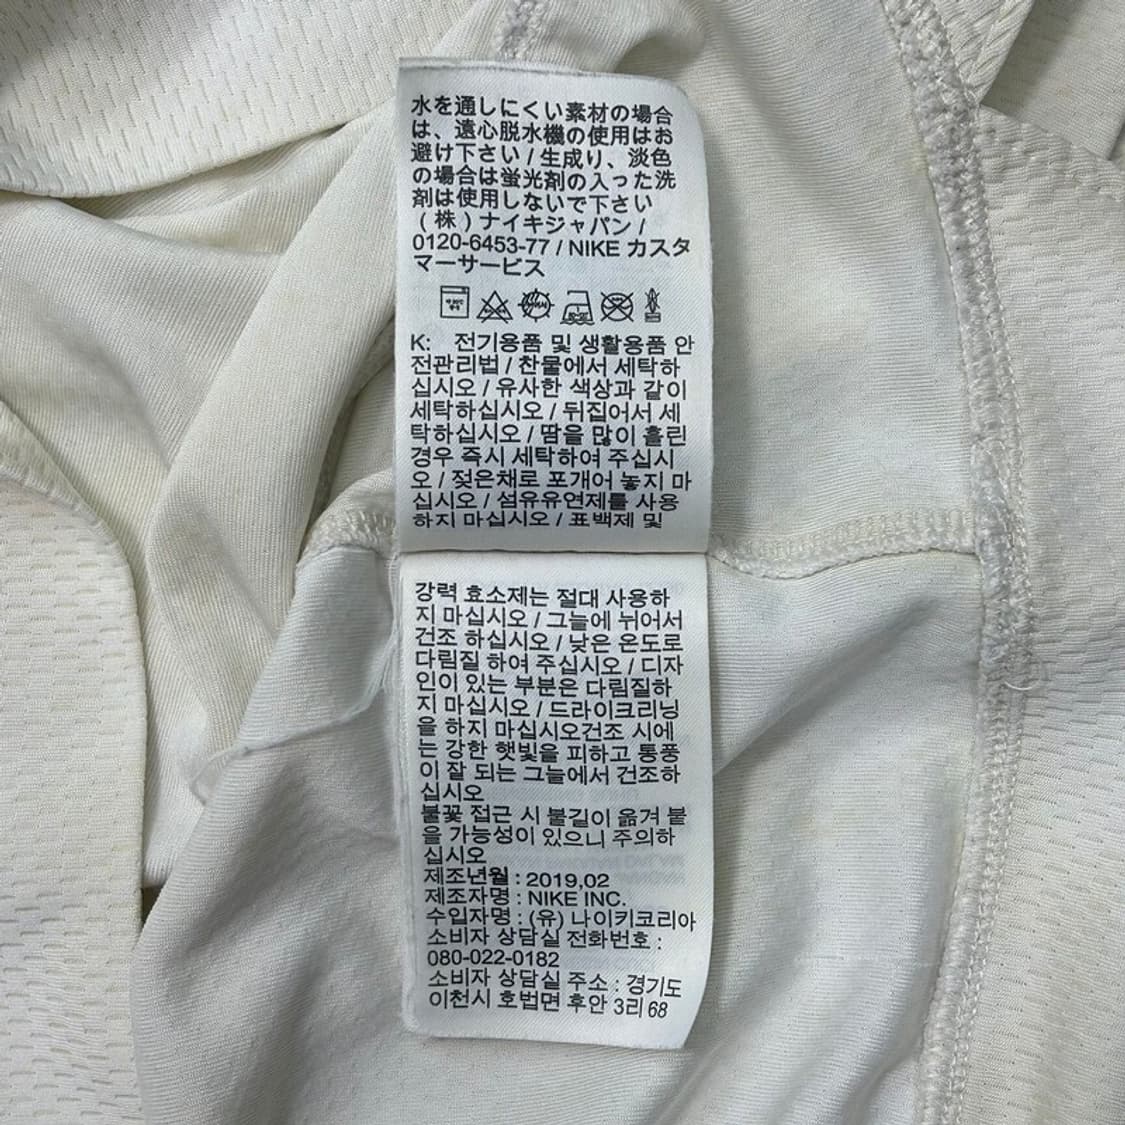 水を通しにくい素材の場合
は、遠心脱水機の使用はお
避け下さい / 生成り、淡色
の場合は蛍光剤の入った洗
剤は使用しないで下さい
（ 株 ） ナイキジャパン /
0120-6453-77 / NIKE カスタ
マーサービス
K: 전기용품 및 생활용품 안
전관리법 / 찬물에서 세탁하
십시오 / 유사한 색상과 같이
세탁하십시오 / 뒤집어서 세
탁하십시오 / 땀을 많이 흘린
경우 즉시 세탁하여 주십시
오 / 젖은채로 포개어 놓지 마
십시오 / 섬유유연제를 사용
하지 마십시오 / 표백제 및
강력 효소제는 절대 사용하
지 마십시오 / 그늘에 뉘어서
건조 하십시오 / 낮은 온도로
다림질 하여 주십시오 / 디자
인이 있는 부분은 다림질하
지 마십시오 / 드라이크리닝
을 하지 마십시오건조 시에
는 강한 햇빛을 피하고 통풍
이 잘 되는 그늘에서 건조하
십시오
불꽃 접근 시 불길이 옮겨 붙
을 가능성이 있으니 주의하
십시오
제조년월 : 2019,02
제조자명 : NIKE INC.
수입자명 : (유) 나이키코리아
소비자 상담실 전화번호 :
080-022-0182
소비자 상담실 주소 : 경기도
이천시 호법면 후안 3리 68